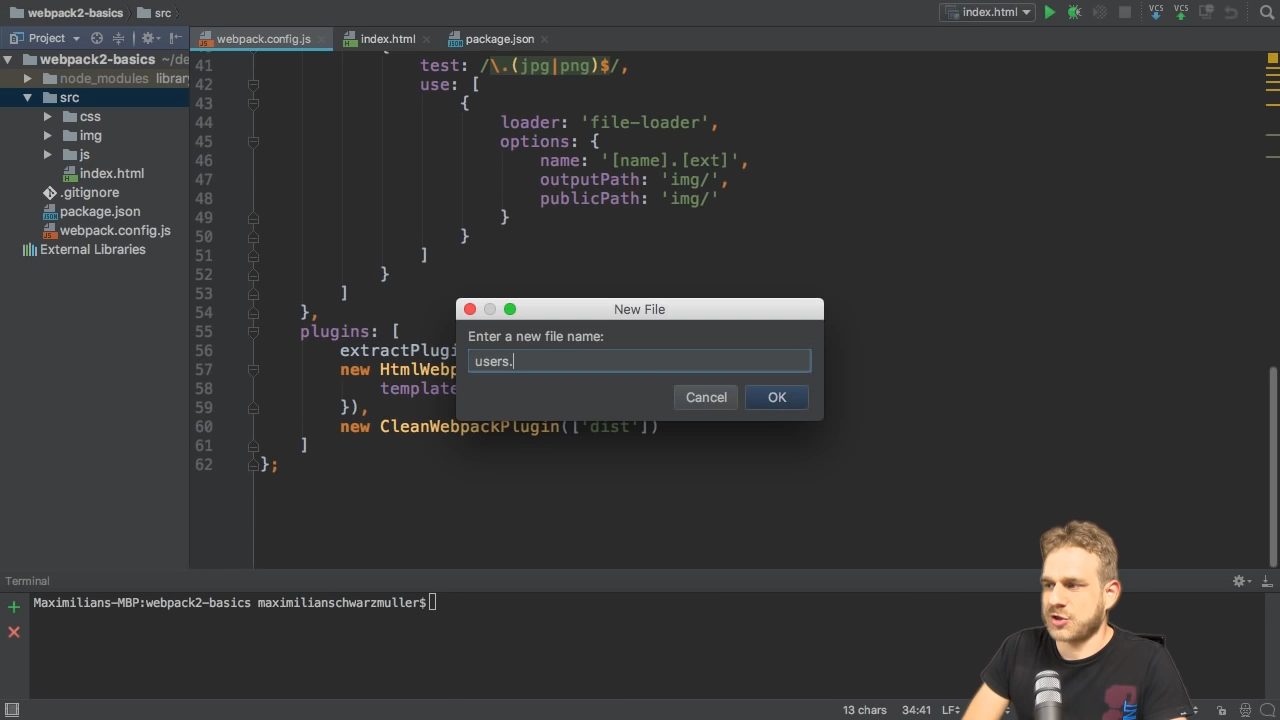 webpack2-basics src
index.html
Project
webpack.config.js index.html package.json
webpack2-basics ~/de
node_modules library
src
css
img
js
index.html
.gitignore
package.json
webpack.config.js
External Libraries
41 test: /\.(jpg|png)$/,
42 use: [
43 {
44 loader: 'file-loader',
45 options: {
46 name: '[name].[ext]',
47 outputPath: 'img/',
48 publicPath: 'img/'
49 }
50 }
51 ]
52 }
53 ]
54 },
55 plugins: [
56 extractPlugi
57 new HtmlWebp
58 template
59 }),
60 new CleanWebpackPlugin(['dist'])
61 ]
62 };
New File
Enter a new file name:
users.
Cancel OK
Terminal
Maximilians-MBP:webpack2-basics maximilianschwarzmuller$
13 chars 34:41 LF÷